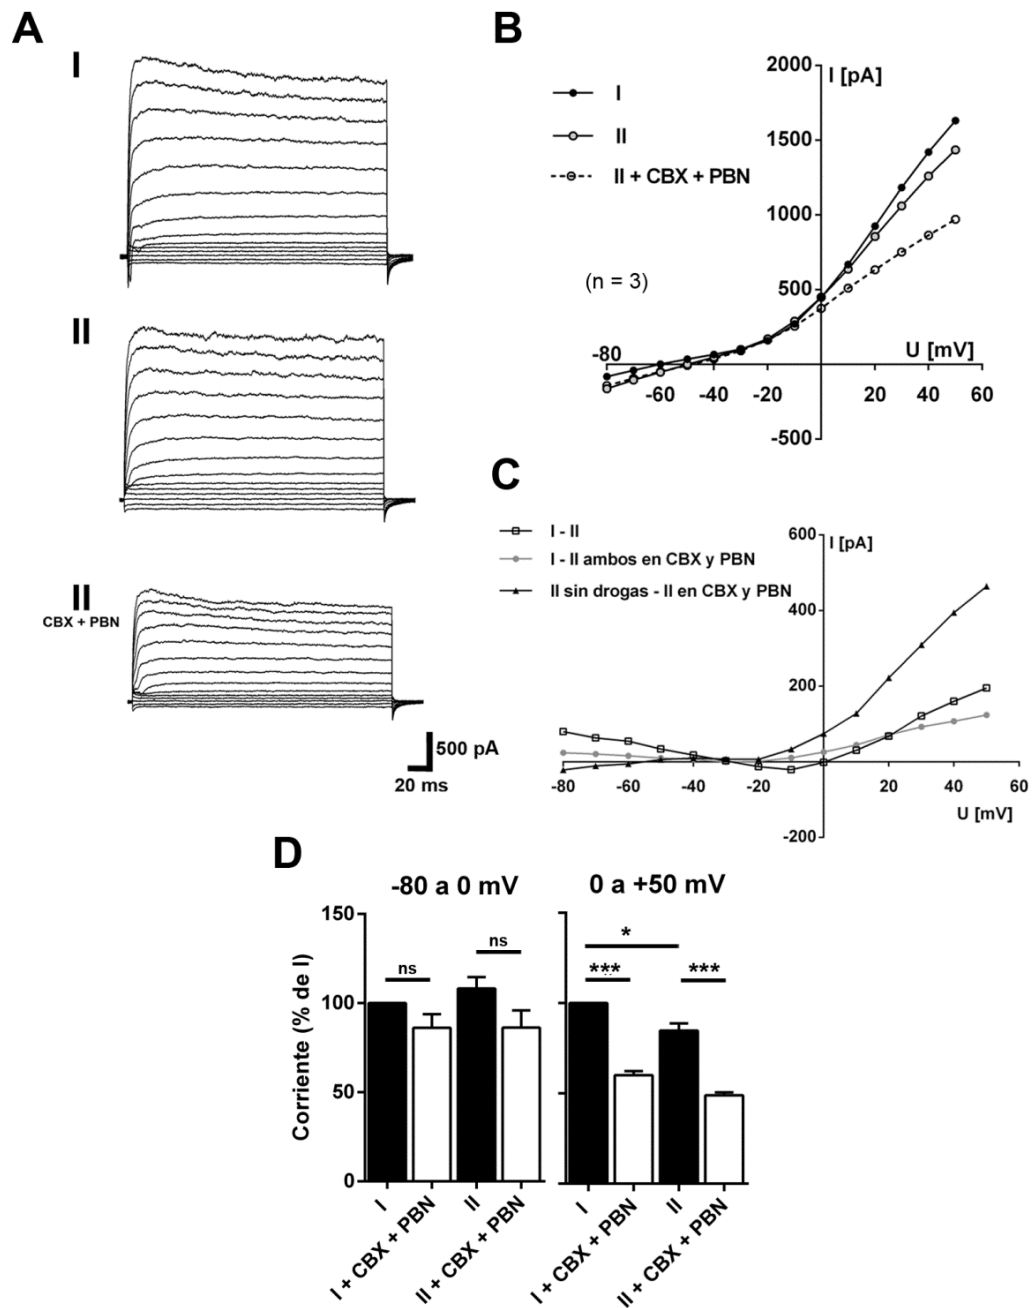 A
I
II
II
CBX + PBN
500 pA
20 ms
B
I
II
II + CBX + PBN
(n = 3)
2000
I [pA]
1500
1000
500
-80
U [mV]
-60
-40
-20
20
40
60
-500
C
I - II
I - II ambos en CBX y PBN
II sin drogas - II en CBX y PBN
600
I [pA]
400
200
-80
-60
-40
-20
20
40
60
U [mV]
-200
D
-80 a 0 mV
0 a +50 mV
Corriente (% de I)
150
100
50
0
ns
ns
*
***
***
I
I + CBX + PBN
II
II + CBX + PBN
I
I + CBX + PBN
II
II + CBX + PBN